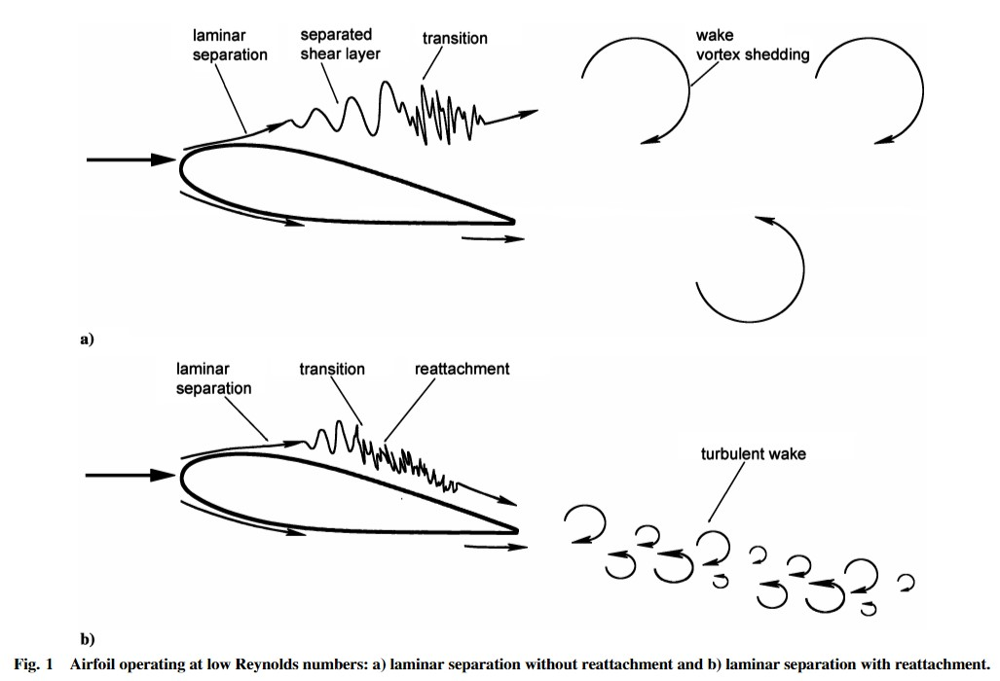 laminar
separation
separated
shear layer
transition
wake
vortex shedding
a)
laminar
separation
transition
reattachment
turbulent wake
b)
Fig. 1 Airfoil operating at low Reynolds numbers: a) laminar separation without reattachment and b) laminar separation with reattachment.